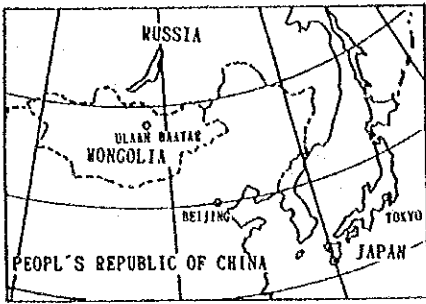 RUSSIA
ULAAN BAATAR
MONGOLIA
BEIJING
TOKYO
JAPAN
PEOPL'S REPUBLIC OF CHINA